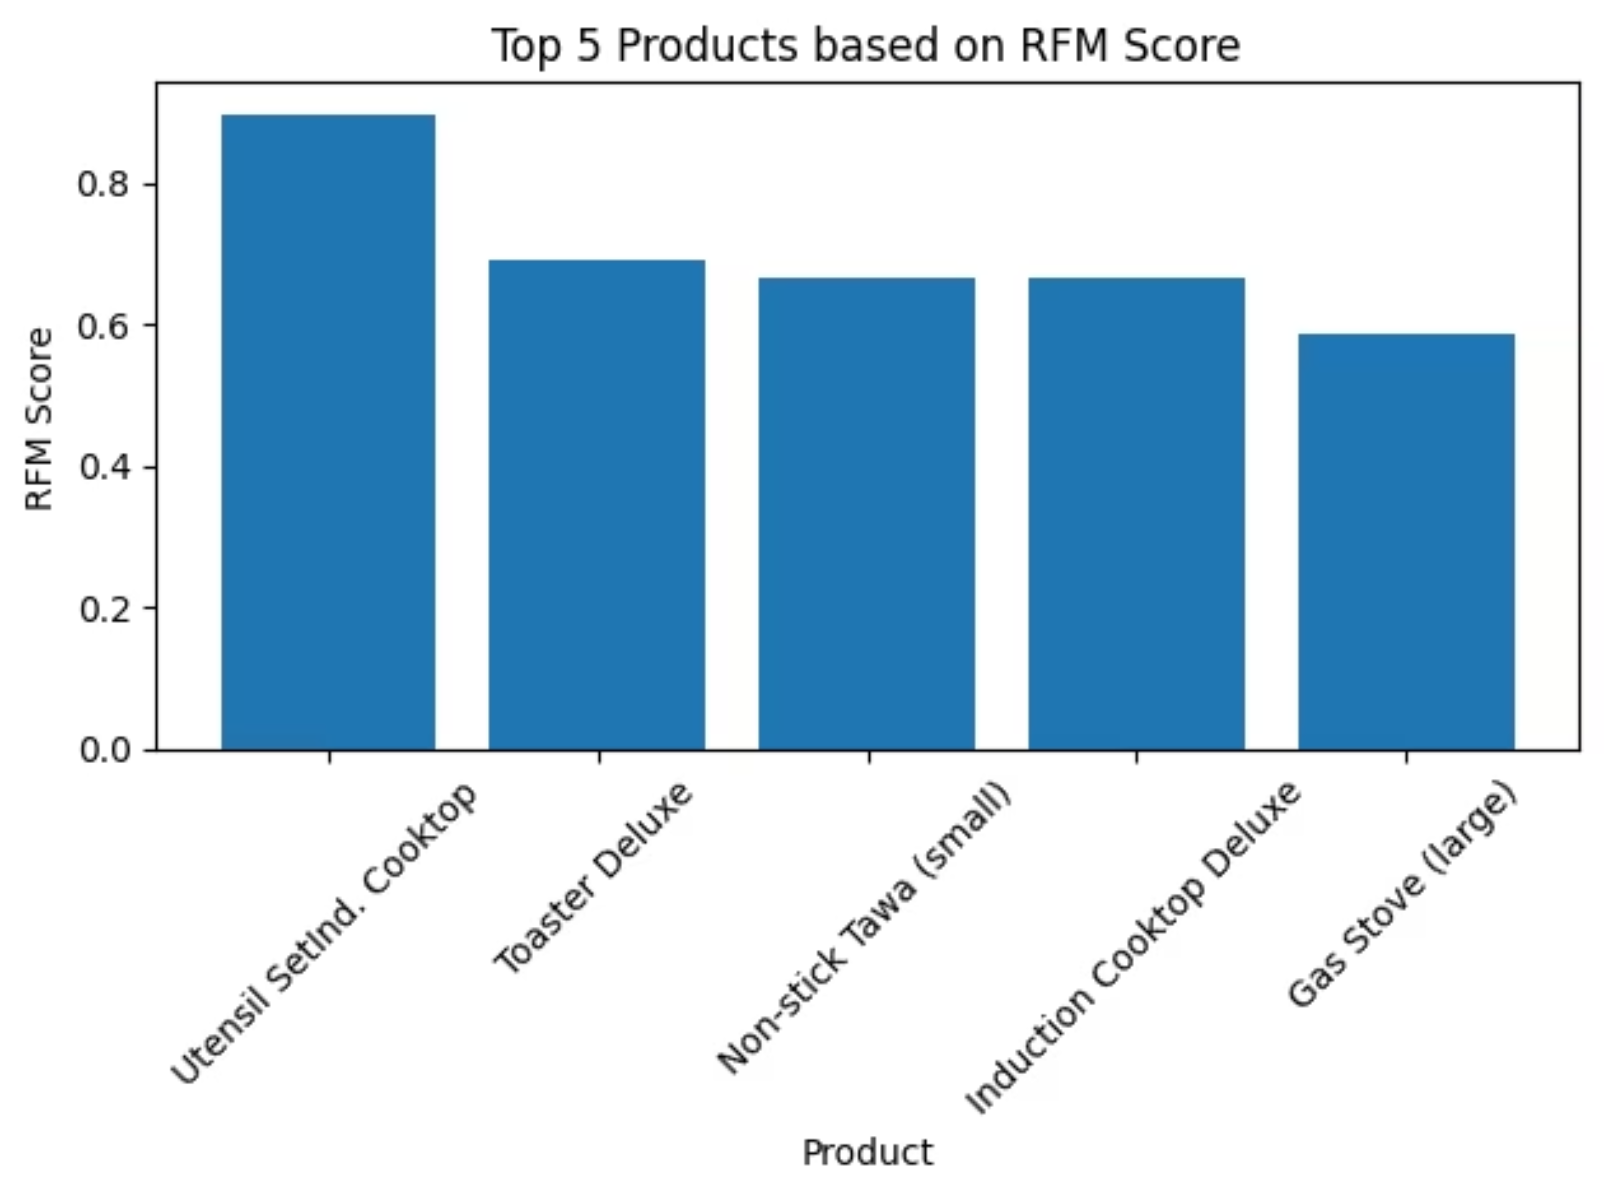 Top 5 Products based on RFM Score
RFM Score
0.8
0.6
0.4
0.2
0.0
Utensil SetInd. Cooktop
Toaster Deluxe
Non-stick Tawa (small)
Induction Cooktop Deluxe
Gas Stove (large)
Product